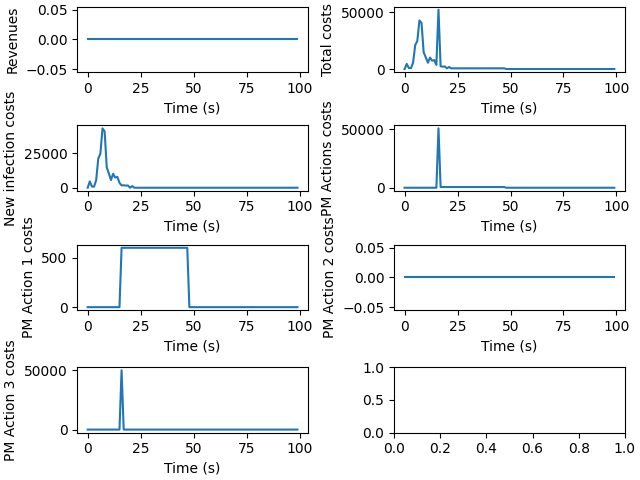 Revenues
0.05
0.00
−0.05
0 25 50 75 100
Time (s)
Total costs
50000
0
0 25 50 75 100
Time (s)
New infection costs
25000
0
0 25 50 75 100
Time (s)
PM Actions costs
50000
0
0 25 50 75 100
Time (s)
PM Action 1 costs
500
0
0 25 50 75 100
Time (s)
PM Action 2 costs
0.05
0.00
−0.05
0 25 50 75 100
Time (s)
PM Action 3 costs
50000
0
0 25 50 75 100
Time (s)
1.0
0.5
0.0
0.0 0.2 0.4 0.6 0.8 1.0